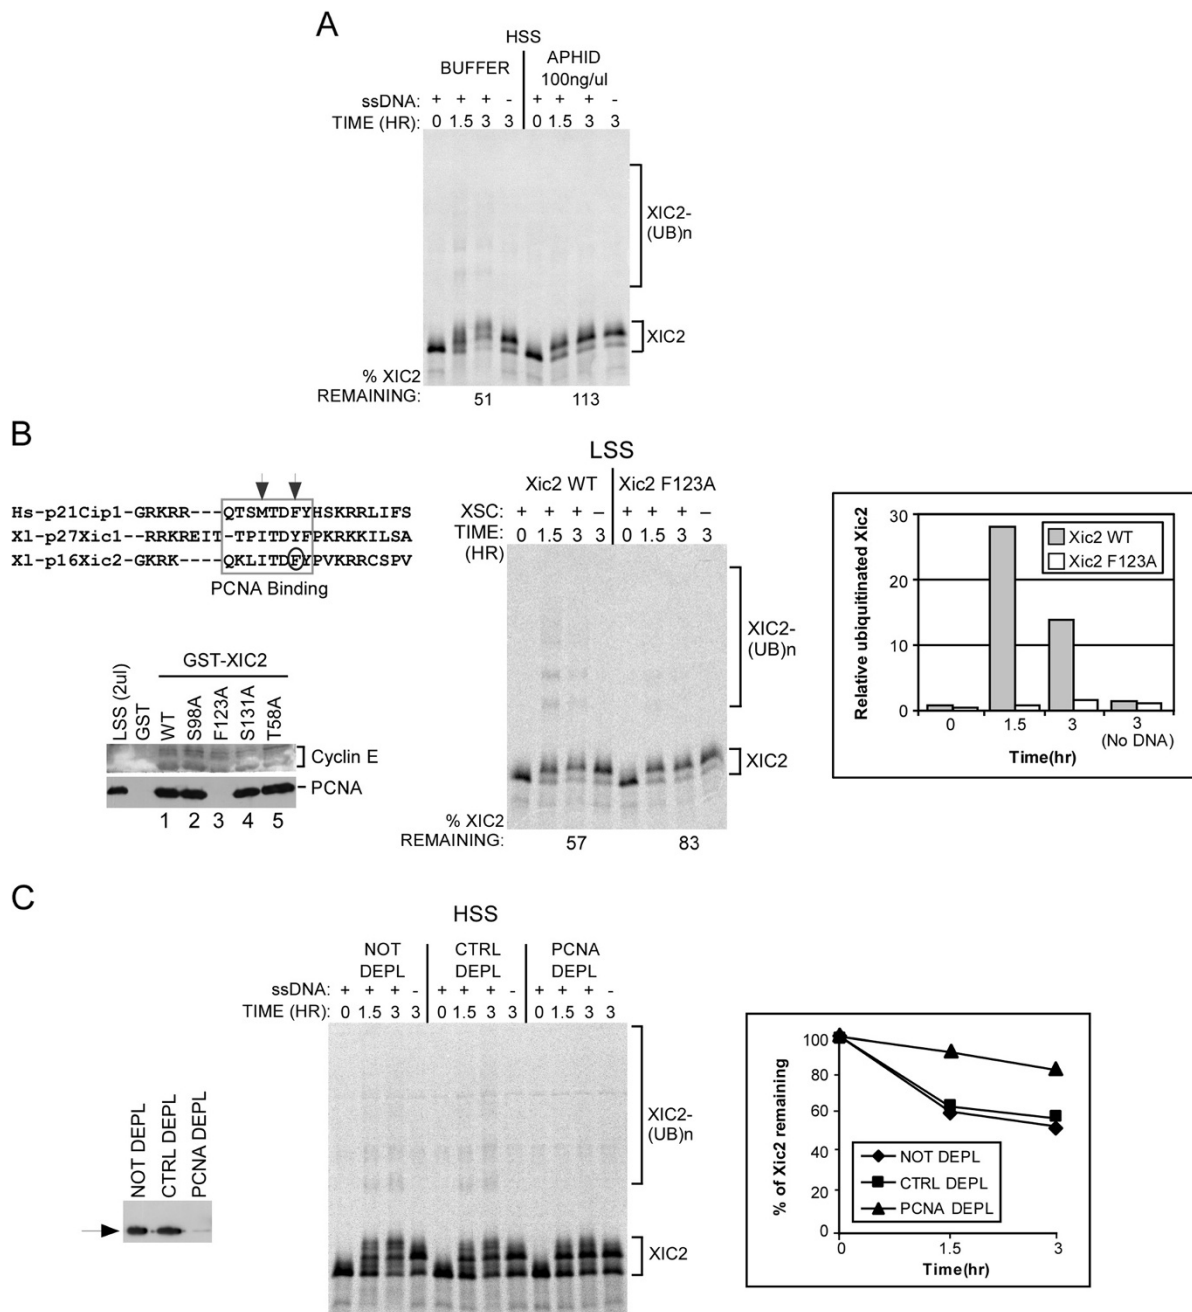 A
HSS
BUFFER
APHID
100ng/ul
ssDNA: + + + - + + + -
TIME (HR): 0 1.5 3 3 0 1.5 3 3
XIC2-
(UB)n
XIC2
% XIC2
REMAINING: 51 113
B
Hs-p21Cip1-GRKRR---QTSMTDFYHSKRRLIFS
Xl-p27Xic1-RRKREIT-TPITDYFPKRKKILSA
Xl-p16Xic2-GKRK----QKLITDFYPVKRRCSPV
PCNA Binding
GST-XIC2
LSS (2ul)
GST
WT
S98A
F123A
S131A
T58A
Cyclin E
PCNA
1 2 3 4 5
LSS
Xic2 WT Xic2 F123A
XSC: + + + – + + + –
TIME: 0 1.5 3 3 0 1.5 3 3
(HR)
XIC2-
(UB)n
XIC2
% XIC2
REMAINING: 57 83
Relative ubiquitinated Xic2
30
20
10
0
Xic2 WT
Xic2 F123A
0 1.5 3 3
(No DNA)
Time(hr)
C
HSS
NOT
DEPL
CTRL
DEPL
PCNA
DEPL
ssDNA: + + + - + + + - + + + -
TIME (HR): 0 1.5 3 3 0 1.5 3 3 0 1.5 3 3
XIC2-
(UB)n
XIC2
NOT DEPL
CTRL DEPL
PCNA DEPL
% of Xic2 remaining
100
80
60
40
20
0
NOT DEPL
CTRL DEPL
PCNA DEPL
0 1.5 3
Time(hr)